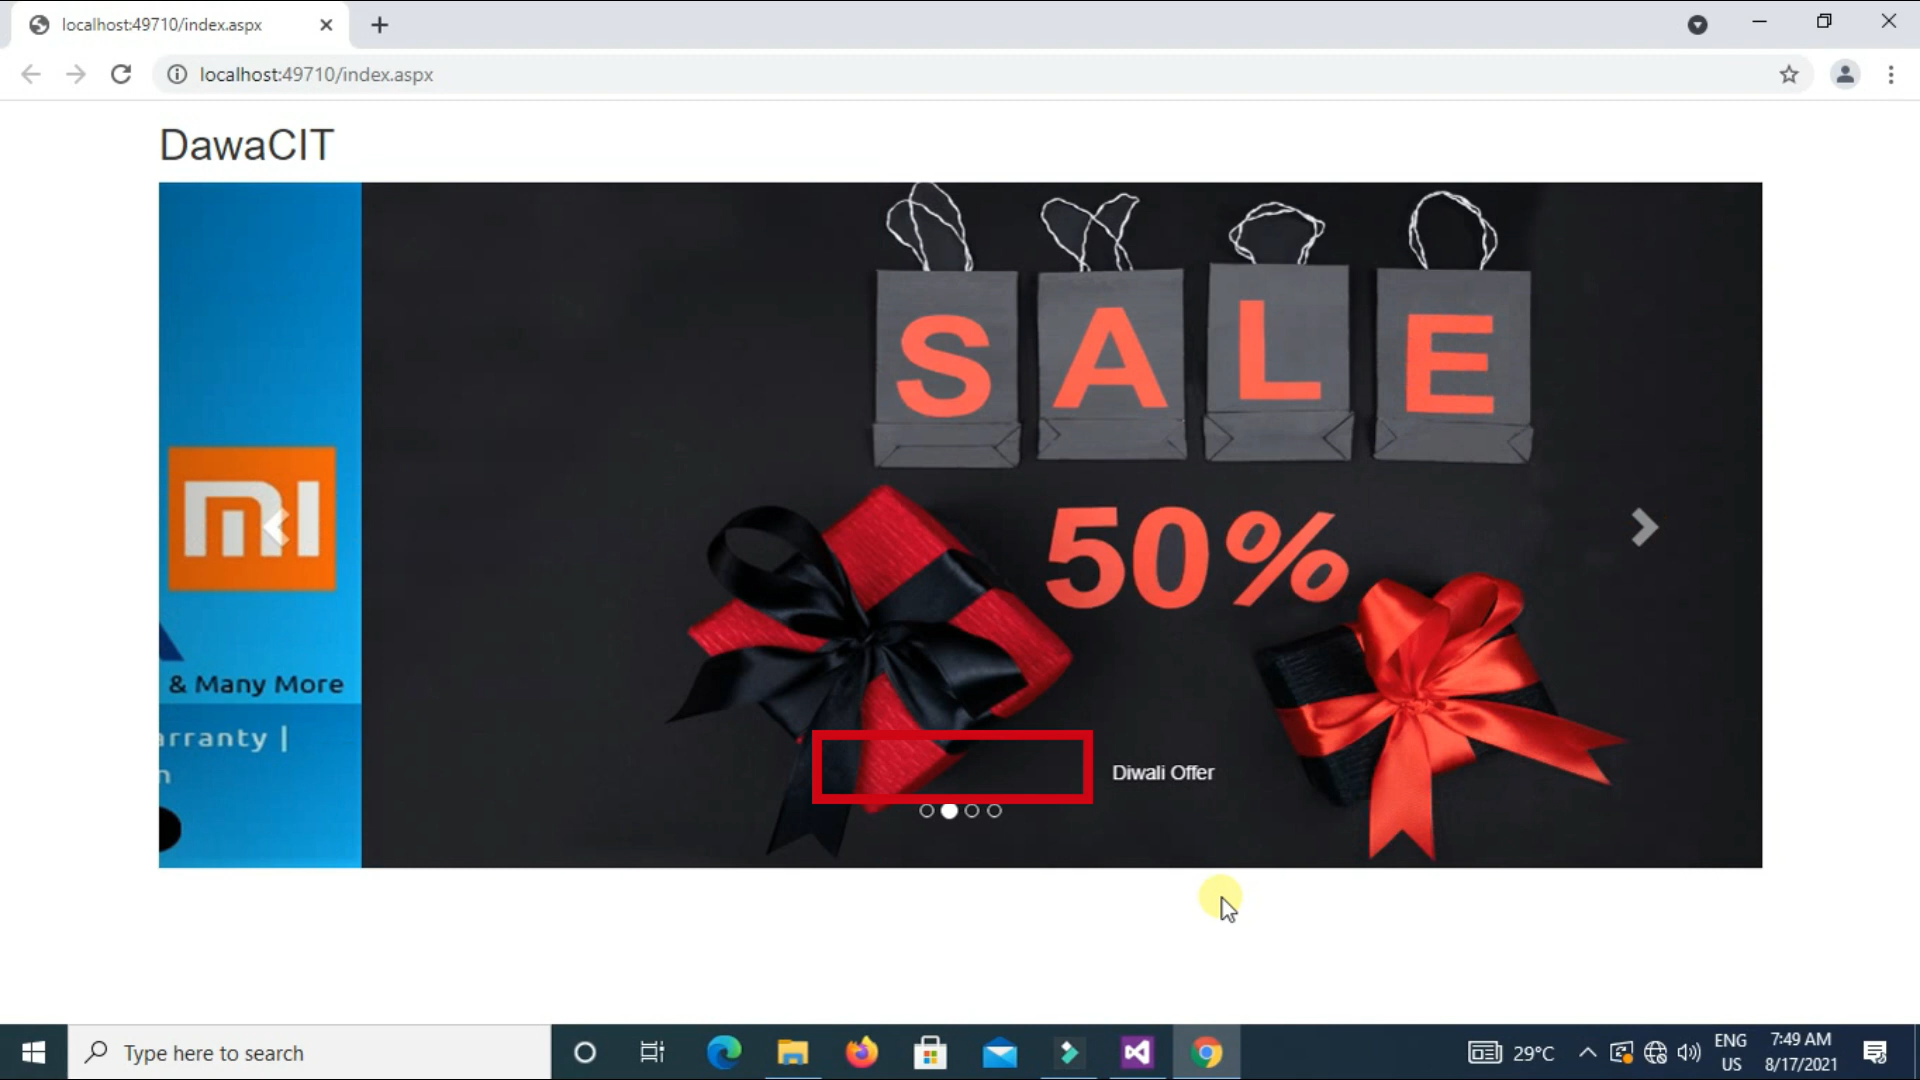 localhost:49710/index.aspx
localhost:49710/index.aspx
DawaCIT
SALE
50%
mi
& Many More
arranty |
n
Diwali Offer
Type here to search
29°C
ENG
US
7:49 AM
8/17/2021